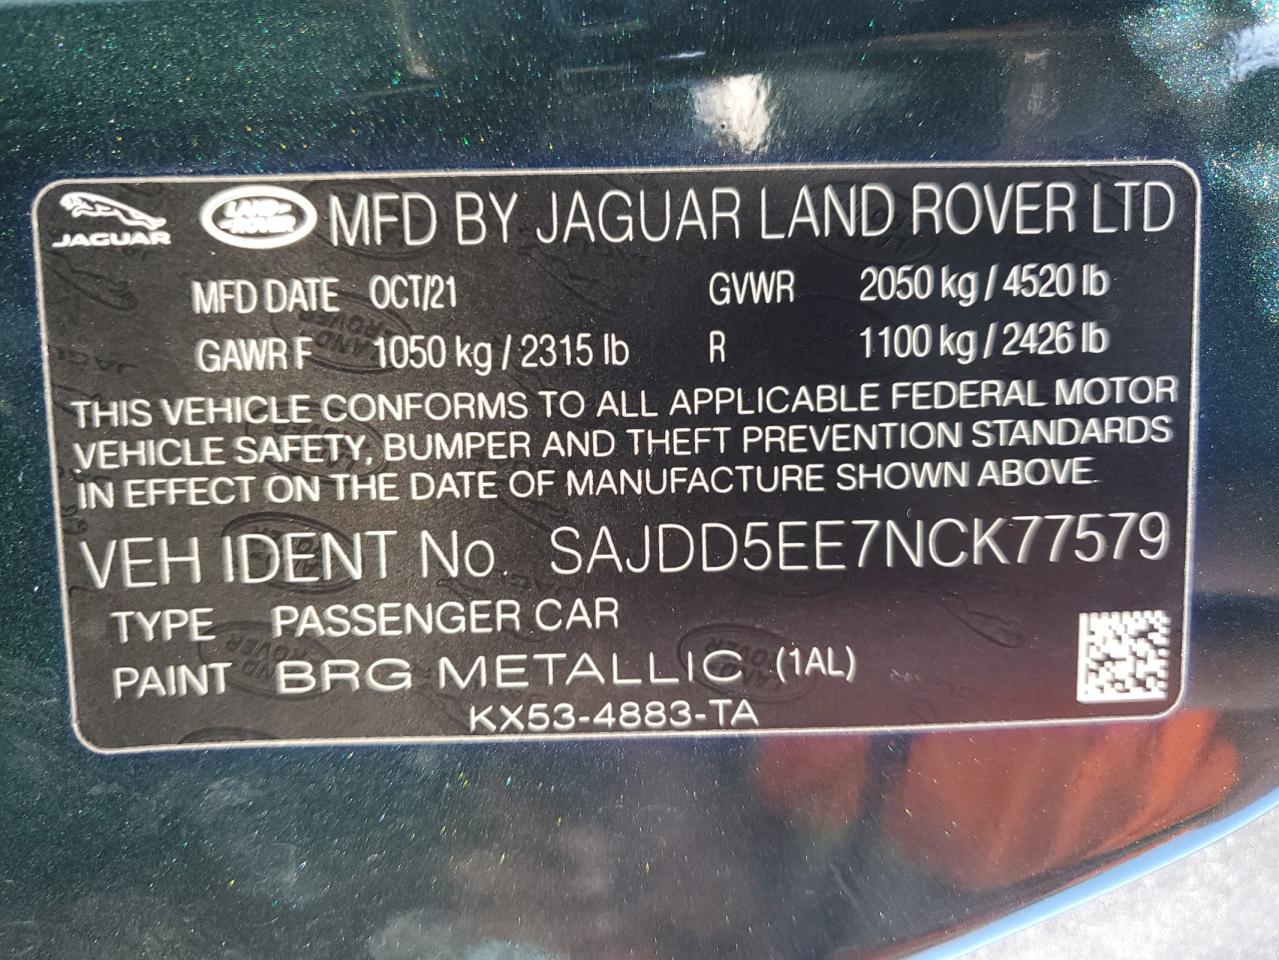 JAGUAR LAND ROVER MFD BY JAGUAR LAND ROVER LTD
MFD DATE OCT/21 GVWR 2050 kg / 4520 lb
GAWR F 1050 kg / 2315 lb R 1100 kg / 2426 lb
THIS VEHICLE CONFORMS TO ALL APPLICABLE FEDERAL MOTOR
VEHICLE SAFETY, BUMPER AND THEFT PREVENTION STANDARDS
IN EFFECT ON THE DATE OF MANUFACTURE SHOWN ABOVE.
VEH IDENT No. SAJDD5EE7NCK77579
TYPE PASSENGER CAR
PAINT BRG METALLIC (1AL)
KX53-4883-TA